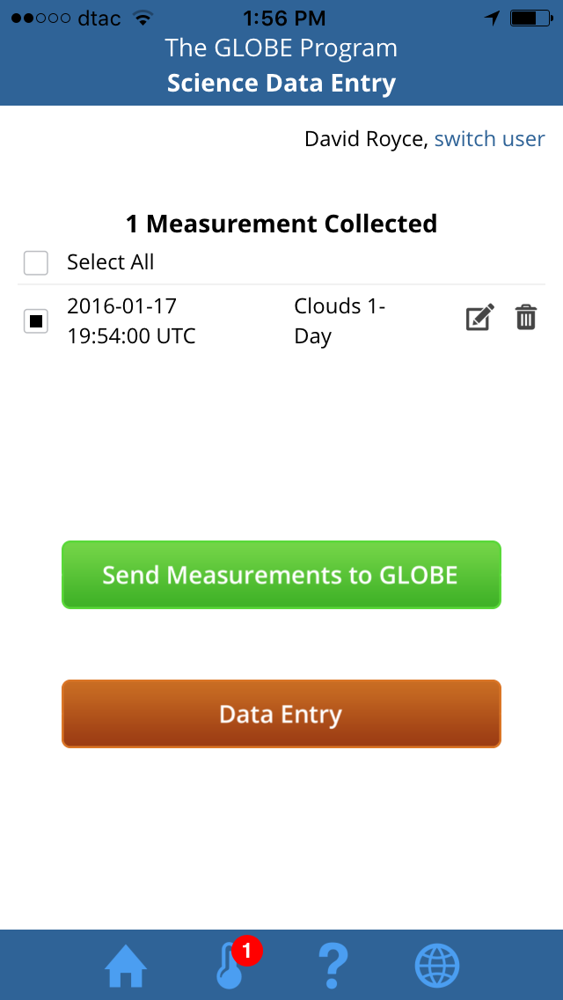 dtac 1:56 PM
The GLOBE Program
Science Data Entry
David Royce, switch user
1 Measurement Collected
Select All
2016-01-17 Clouds 1-
19:54:00 UTC Day
Send Measurements to GLOBE
Data Entry
1